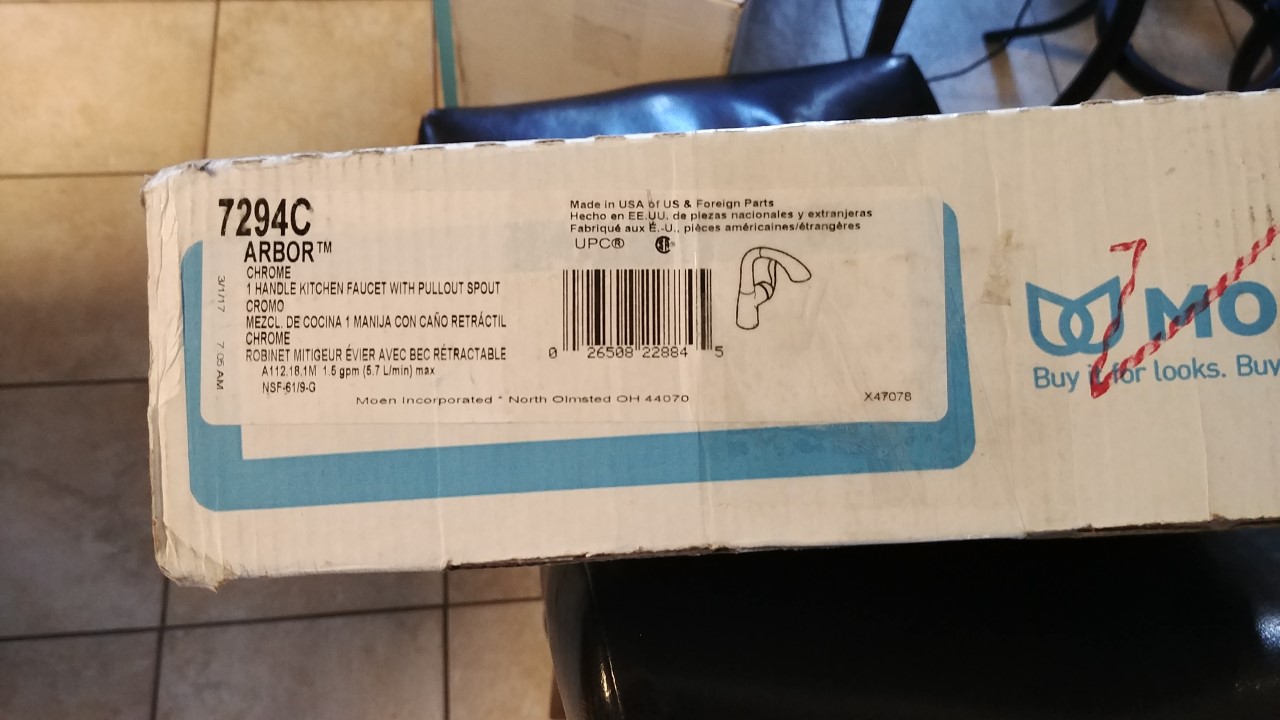 7294C
ARBOR™
CHROME
1 HANDLE KITCHEN FAUCET WITH PULLOUT SPOUT
CROMO
MEZCL. DE COCINA 1 MANIJA CON CAÑO RETRÁCTIL
CHROME
ROBINET MITIGEUR ÉVIER AVEC BEC RÉTRACTABLE
A112.18.1M 1.5 gpm (5.7 L/min) max
NSF-61/9-G
3/1/17 7:05 AM
Made in USA of US & Foreign Parts
Hecho en EE.UU. de piezas nacionales y extranjeras
Fabriqué aux É.-U., pièces américaines/étrangères
UPC®
0 26508 22884 5
Moen Incorporated * North Olmsted OH 44070
X47078
MO
Buy it for looks. Buy